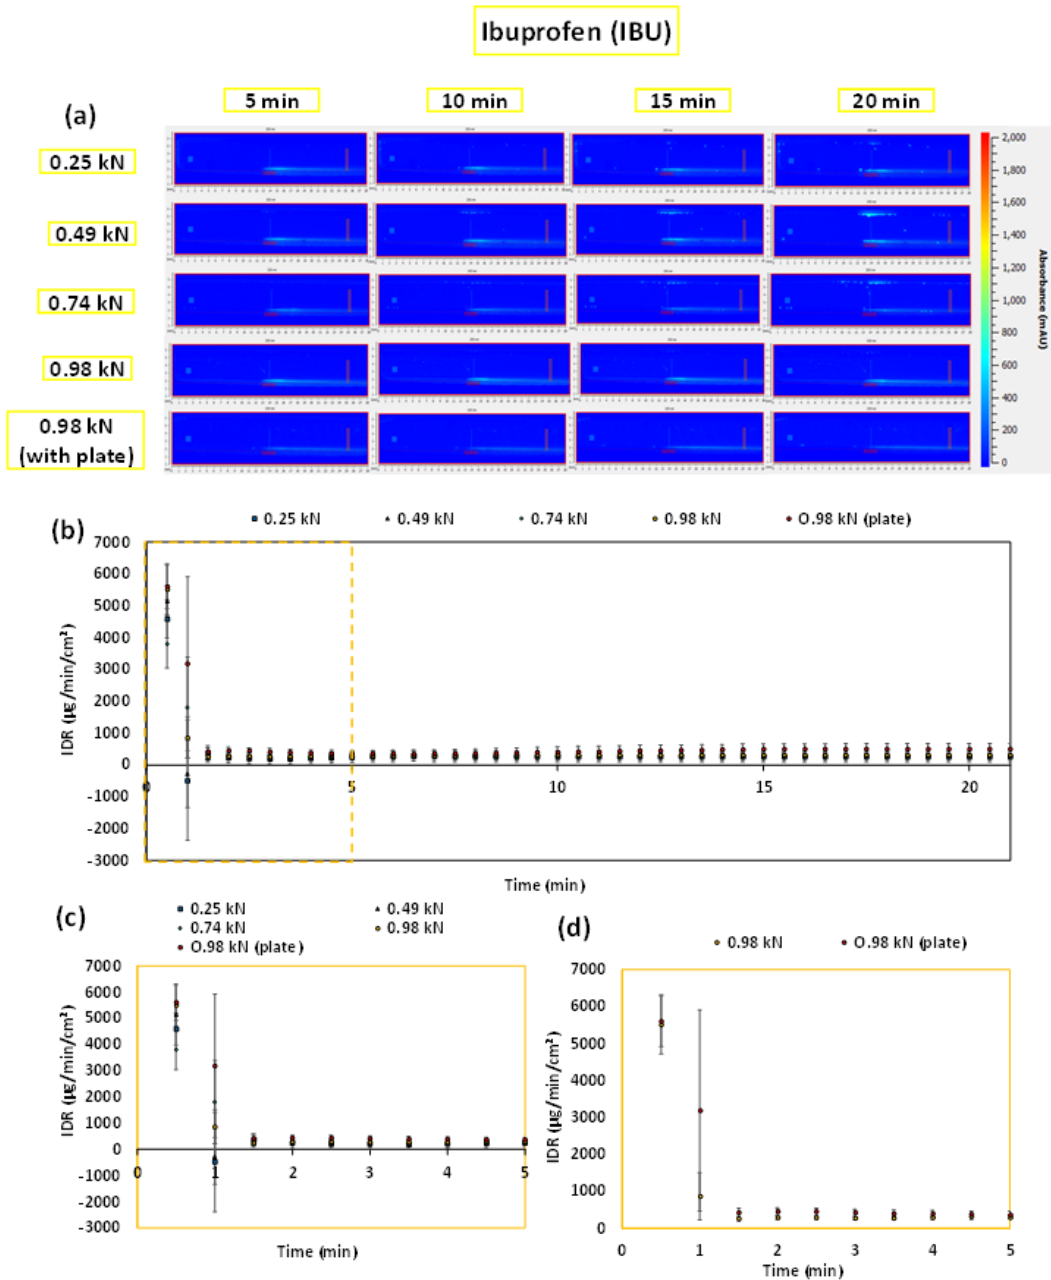 Ibuprofen (IBU)
5 min 10 min 15 min 20 min
(a)
0.25 kN
0.49 kN
0.74 kN
0.98 kN
0.98 kN
(with plate)
2,000
1,800
1,600
1,400
1,200
1,000
800
600
400
200
0
Absorbance (mAU)
(b)
0.25 kN 0.49 kN 0.74 kN 0.98 kN O.98 kN (plate)
7000
6000
5000
4000
3000
2000
1000
0
-1000
-2000
-3000
IDR (µg/min/cm²)
0 5 10 15 20
Time (min)
(c)
0.25 kN 0.49 kN
0.74 kN 0.98 kN
O.98 kN (plate)
7000
6000
5000
4000
3000
2000
1000
0
-1000
-2000
-3000
IDR (µg/min/cm²)
0 1 2 3 4 5
Time (min)
(d)
0.98 kN O.98 kN (plate)
7000
6000
5000
4000
3000
2000
1000
0
IDR (µg/min/cm²)
0 1 2 3 4 5
Time (min)